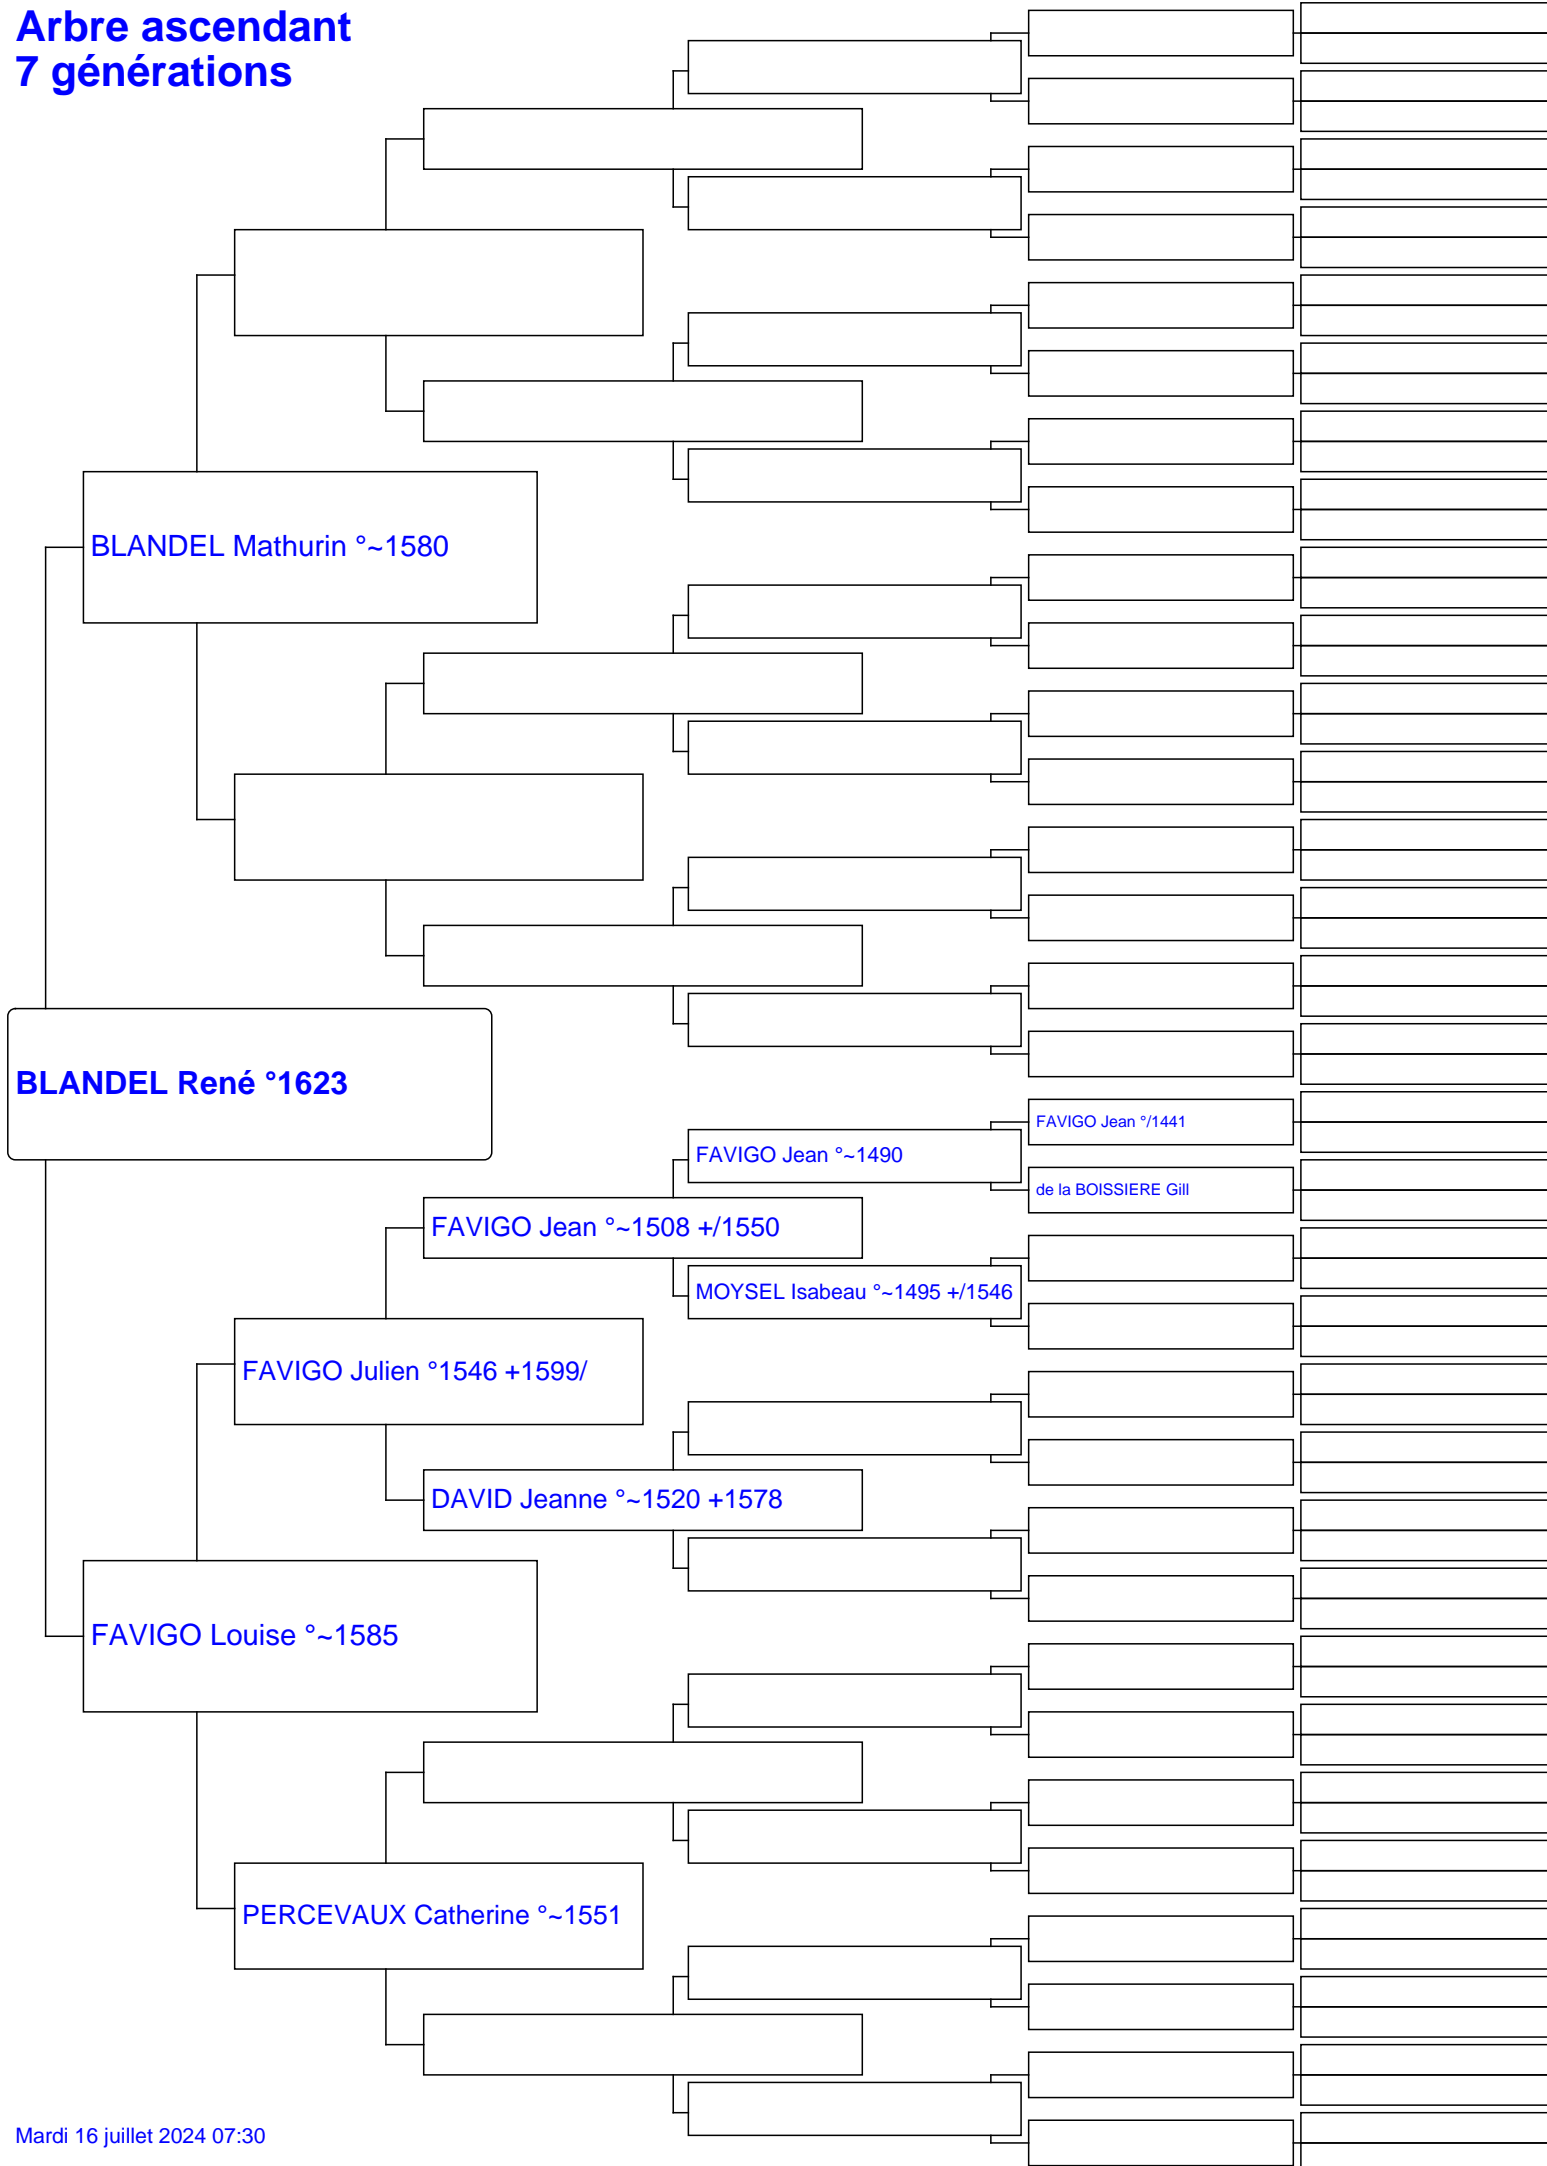 Arbre ascendant
7 générations
BLANDEL Mathurin °~1580
BLANDEL René °1623
FAVIGO Jean °/1441
FAVIGO Jean °~1490
de la BOISSIERE Gill
FAVIGO Jean °~1508 +/1550
MOYSEL Isabeau °~1495 +/1546
FAVIGO Julien °1546 +1599/
DAVID Jeanne °~1520 +1578
FAVIGO Louise °~1585
PERCEVAUX Catherine °~1551
Mardi 16 juillet 2024 07:30